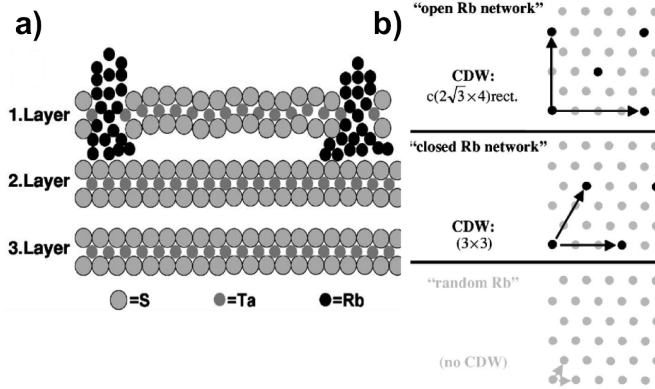 a)
1.Layer
2.Layer
3.Layer
=S =Ta =Rb
b)
“open Rb network”
CDW:
c(2√3×4)rect.
“closed Rb network”
CDW:
(3×3)
“random Rb”
(no CDW)